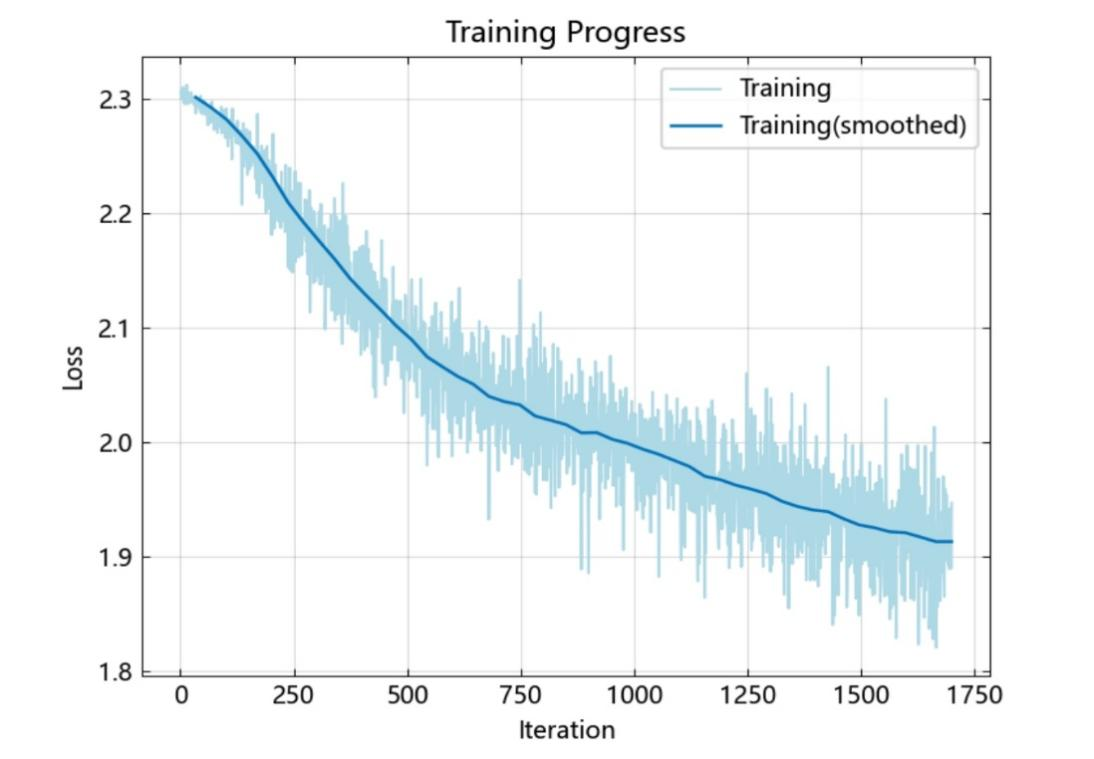 Training Progress
Training
Training(smoothed)
2.3
2.2
2.1
2.0
1.9
1.8
Loss
0 250 500 750 1000 1250 1500 1750
Iteration